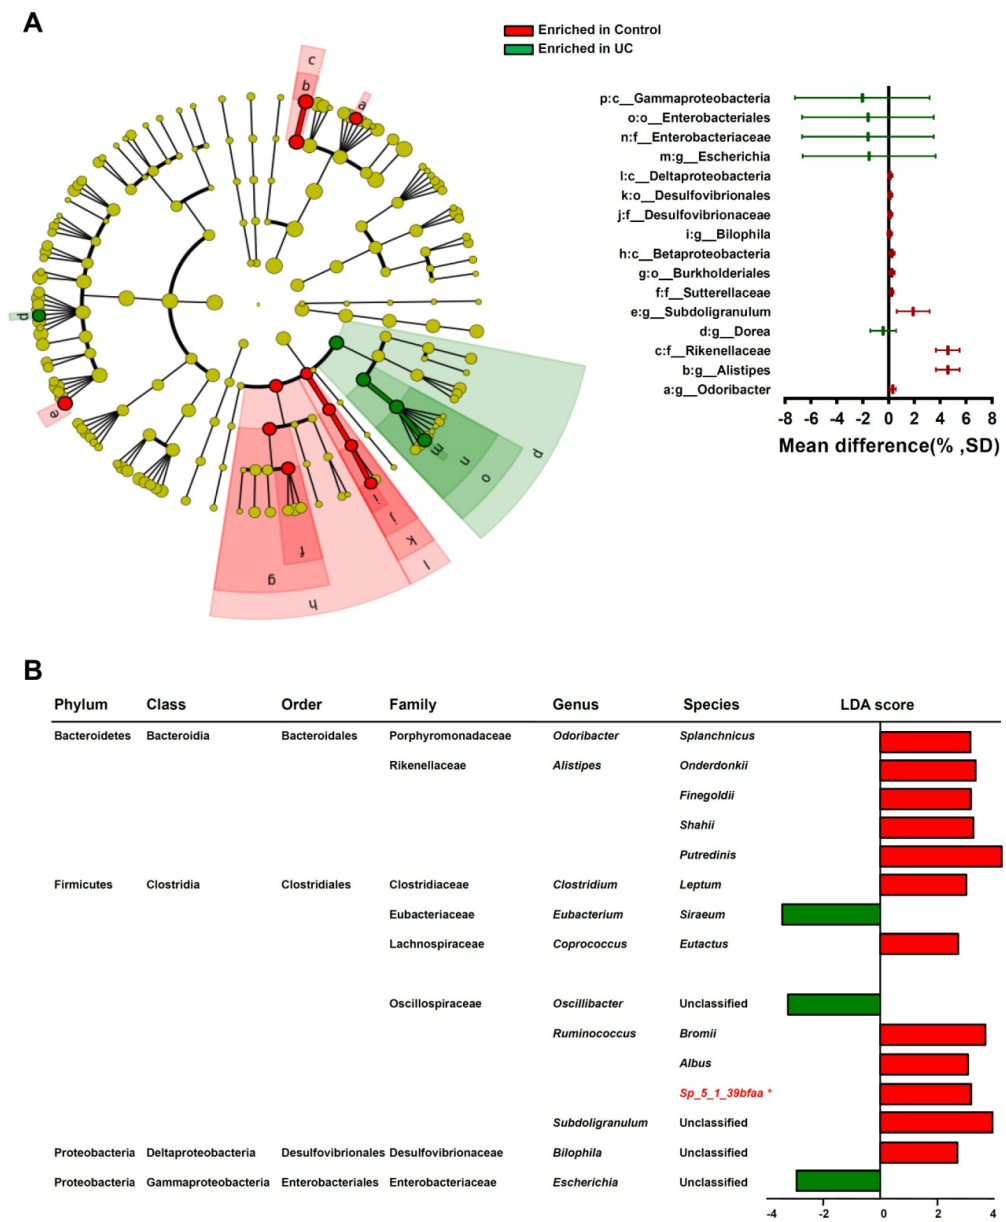 A
Enriched in Control
Enriched in UC
c
b
a
d
e
f
g
h
i
j
k
l
m
n
o
p
p:c__Gammaproteobacteria
o:o__Enterobacteriales
n:f__Enterobacteriaceae
m:g__Escherichia
l:c__Deltaproteobacteria
k:o__Desulfovibrionales
j:f__Desulfovibrionaceae
i:g__Bilophila
h:c__Betaproteobacteria
g:o__Burkholderiales
f:f__Sutterellaceae
e:g__Subdoligranulum
d:g__Dorea
c:f__Rikenellaceae
b:g__Alistipes
a:g__Odoribacter
-8 -6 -4 -2 0 2 4 6 8
Mean difference(% ,SD)
B
Phylum Class Order Family Genus Species LDA score
Bacteroidetes Bacteroidia Bacteroidales Porphyromonadaceae Odoribacter Splanchnicus
Rikenellaceae Alistipes Onderdonkii
Finegoldii
Shahii
Putredinis
Firmicutes Clostridia Clostridiales Clostridiaceae Clostridium Leptum
Eubacteriaceae Eubacterium Siraeum
Lachnospiraceae Coprococcus Eutactus
Oscillospiraceae Oscillibacter Unclassified
Ruminococcus Bromii
Albus
Sp_5_1_39bfaa *
Subdoligranulum Unclassified
Proteobacteria Deltaproteobacteria Desulfovibrionales Desulfovibrionaceae Bilophila Unclassified
Proteobacteria Gammaproteobacteria Enterobacteriales Enterobacteriaceae Escherichia Unclassified
-4 -2 0 2 4